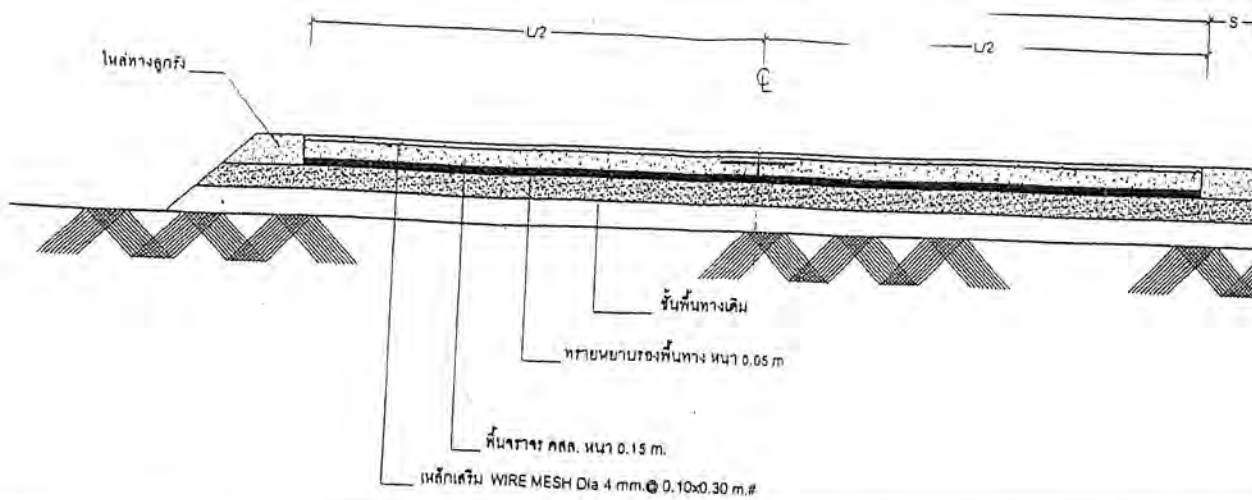 L/2
L/2
S
ไหล่ทางลูกรัง
℄
ชั้นพื้นทางเดิม
ทรายหยาบรองพื้นทาง หนา 0.05 m
พื้นจราจร คสล. หนา 0.15 m.
เหล็กเสริม WIRE MESH Dia 4 mm.@ 0.10x0.30 m.#